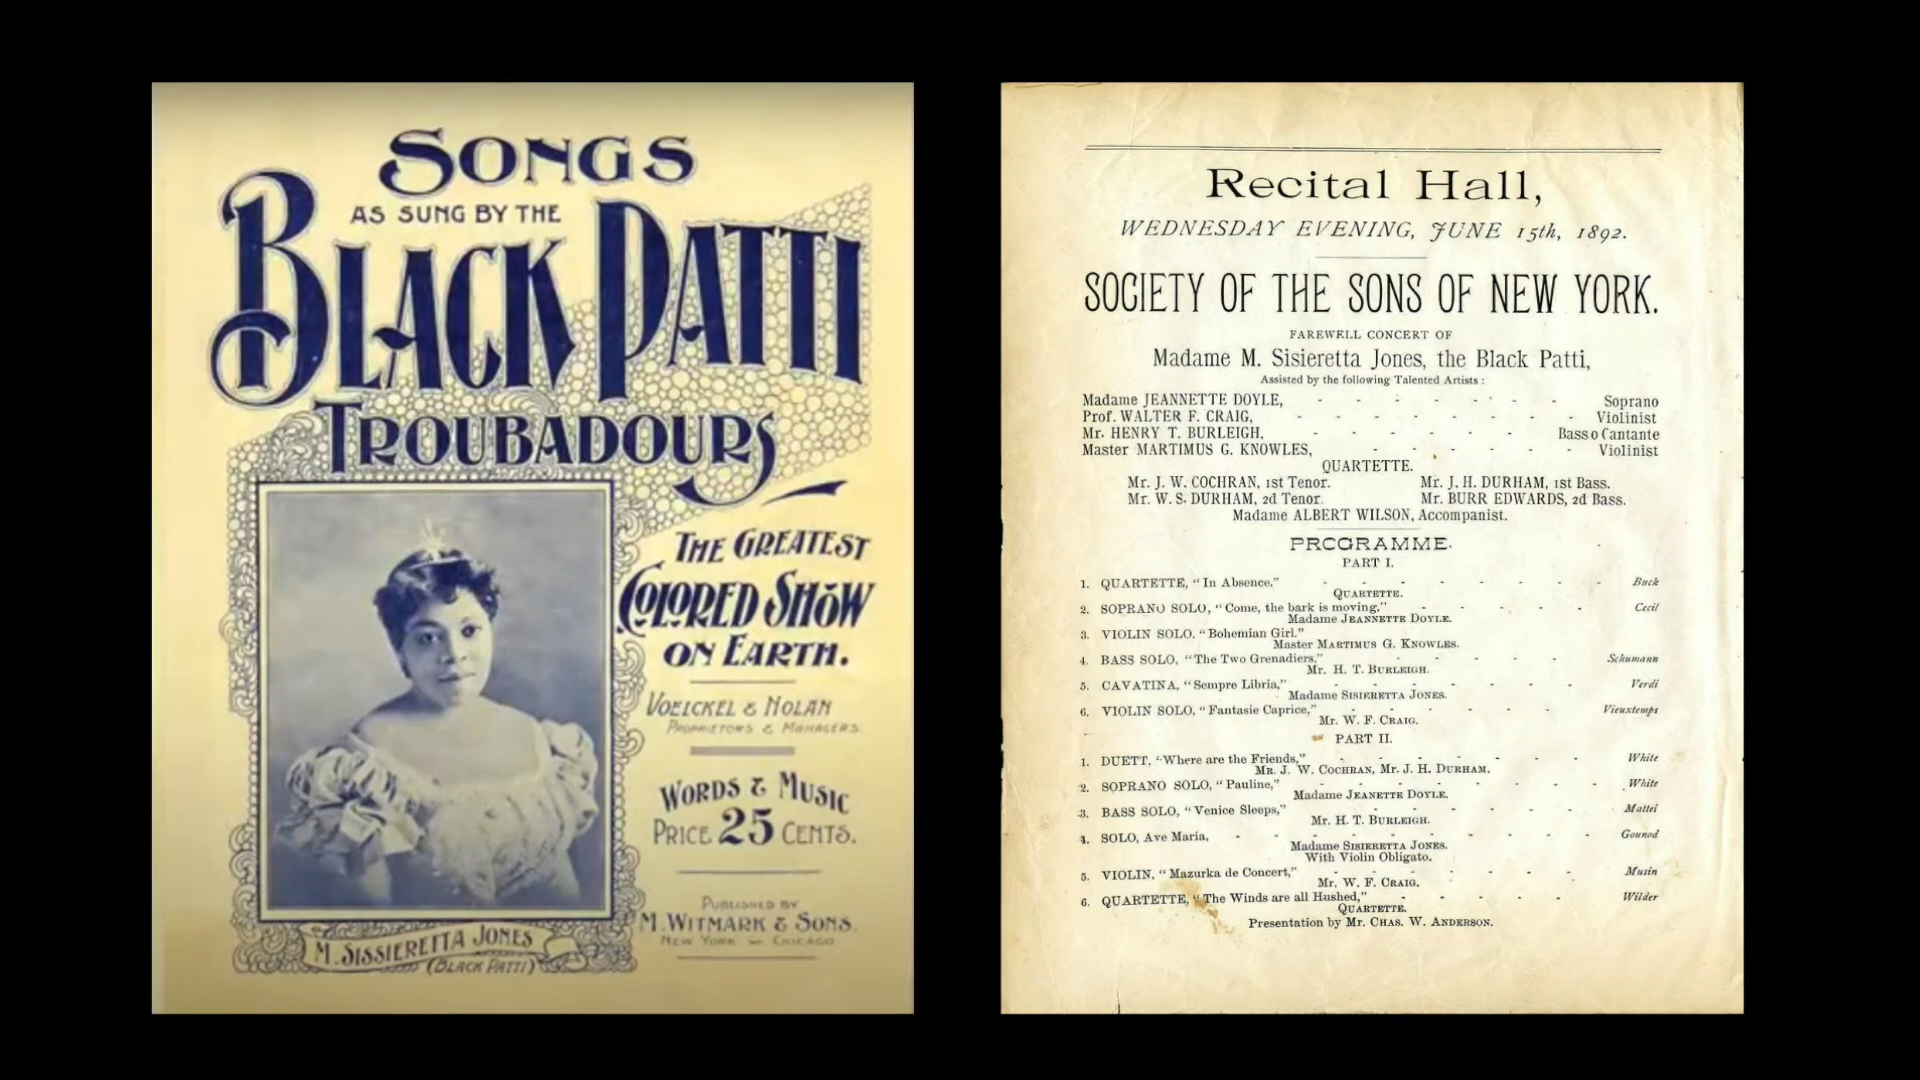 SONGS
AS SUNG BY THE
BLACK PATTI
TROUBADOURS
THE GREATEST
COLORED SHOW
ON EARTH.
VOELCKEL & NOLAN
PROPRIETORS & MANAGERS.
WORDS & MUSIC
PRICE 25 CENTS.
PUBLISHED BY
M. WITMARK & SONS.
NEW YORK - CHICAGO
M. SISSIERETTA JONES
(BLACK PATTI)
Recital Hall,
WEDNESDAY EVENING, JUNE 15th, 1892.
SOCIETY OF THE SONS OF NEW YORK.
FAREWELL CONCERT OF
Madame M. Sisieretta Jones, the Black Patti,
Assisted by the following Talented Artists :
Madame JEANNETTE DOYLE, - - - - - - - Soprano
Prof. WALTER F. CRAIG, - - - - - - - - Violinist
Mr. HENRY T. BURLEIGH, - - - - - - Basso Cantante
Master MARTIMUS G. KNOWLES, - - - - - - Violinist
QUARTETTE.
Mr. J. W. COCHRAN, 1st Tenor. Mr. J. H. DURHAM, 1st Bass.
Mr. W. S. DURHAM, 2d Tenor. Mr. BURR EDWARDS, 2d Bass.
Madame ALBERT WILSON, Accompanist.
PROGRAMME.
PART I.
1. QUARTETTE, "In Absence," - - - - - - - - Buck
QUARTETTE.
2. SOPRANO SOLO, "Come, the bark is moving," - - - - - Cecil
Madame JEANNETTE DOYLE.
3. VIOLIN SOLO, "Bohemian Girl."
Master MARTIMUS G. KNOWLES.
4. BASS SOLO, "The Two Grenadiers," - - - - - - Schumann
Mr. H. T. BURLEIGH.
5. CAVATINA, "Sempre Libria," - - - - - - - Verdi
Madame SISIERETTA JONES.
6. VIOLIN SOLO, "Fantasie Caprice," - - - - - - Vieuxtemps
Mr. W. F. CRAIG.
PART II.
1. DUETT, "Where are the Friends," - - - - - - - White
MR. J. W. COCHRAN, Mr. J. H. DURHAM.
2. SOPRANO SOLO, "Pauline," - - - - - - - White
Madame JEANETTE DOYLE.
3. BASS SOLO, "Venice Sleeps," - - - - - - - Mattei
Mr. H. T. BURLEIGH.
4. SOLO, Ave Maria, - - - - - - - - - Gounod
Madame SISIERETTA JONES.
With Violin Obligato.
5. VIOLIN, "Mazurka de Concert," - - - - - - - Musin
Mr. W. F. CRAIG.
6. QUARTETTE, "The Winds are all Hushed," - - - - - - Wilder
QUARTETTE.
Presentation by Mr. CHAS. W. ANDERSON.